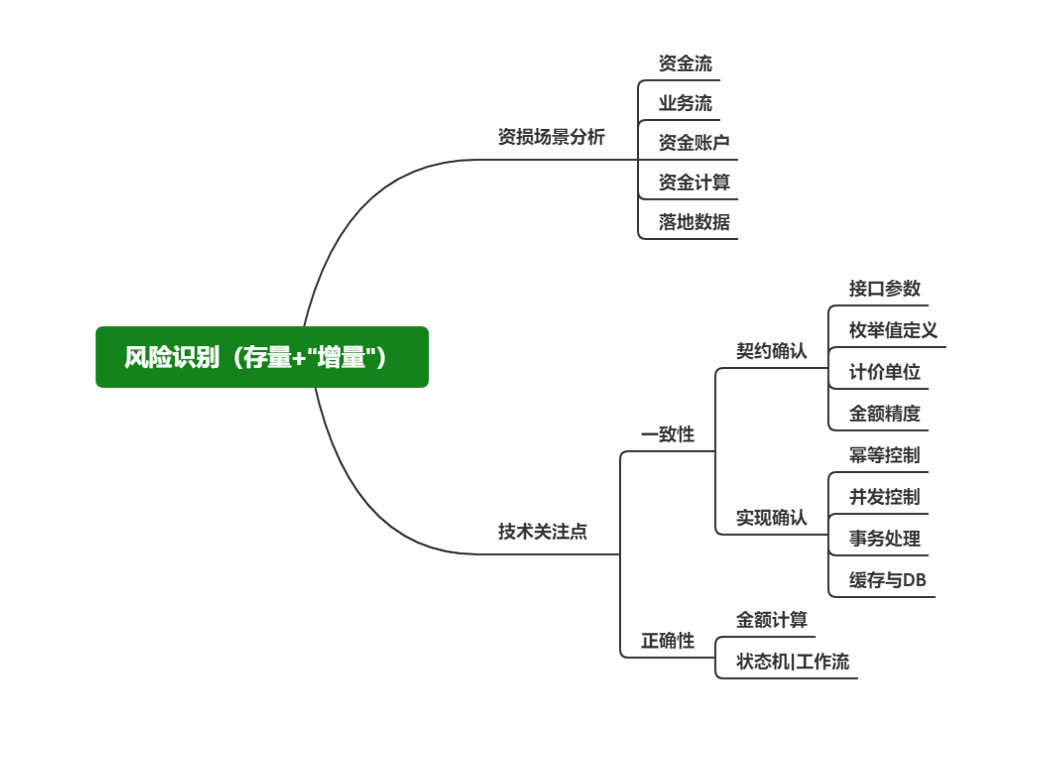 风险识别（存量+"增量"）
资损场景分析
资金流
业务流
资金账户
资金计算
落地数据
技术关注点
一致性
契约确认
接口参数
枚举值定义
计价单位
金额精度
实现确认
幂等控制
并发控制
事务处理
缓存与DB
正确性
金额计算
状态机|工作流